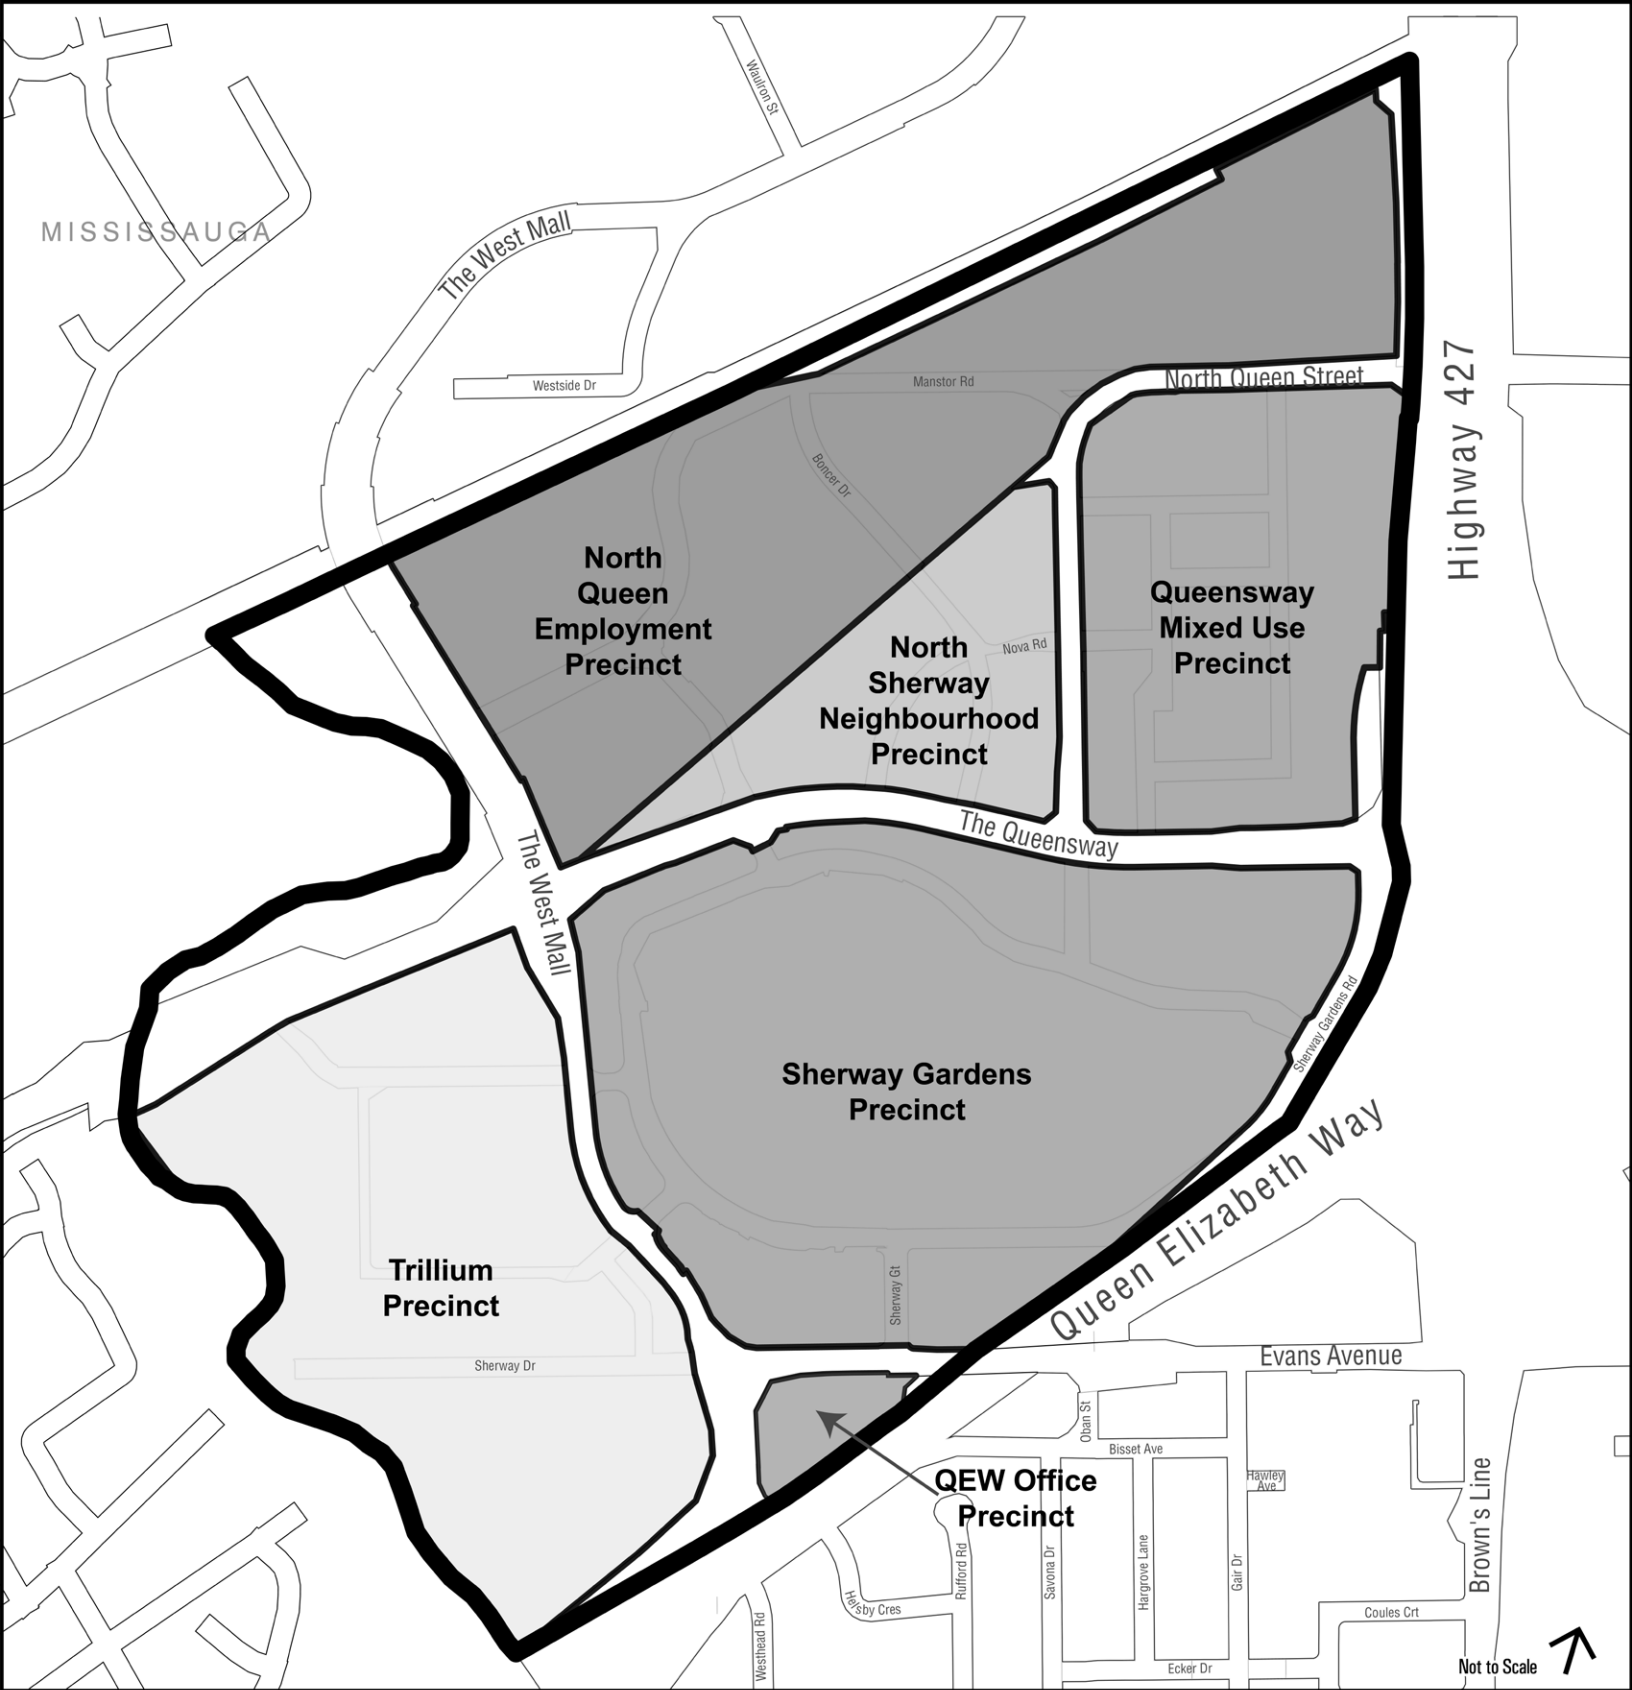 Waulron St
MISSISSAUGA
The West Mall
Westside Dr
Manstor Rd
North Queen Street
Highway 427
Boncer Dr
North
Queen
Employment
Precinct
Queensway
Mixed Use
Precinct
North
Sherway
Neighbourhood
Precinct
Nova Rd
The Queensway
The West Mall
Sherway Gardens Rd
Sherway Gardens
Precinct
Queen Elizabeth Way
Trillium
Precinct
Sherway Gt
Sherway Dr
Evans Avenue
Oban St
Bisset Ave
QEW Office
Precinct
Hawley
Ave
Brown's Line
Rufford Rd
Savona Dr
Hargrove Lane
Gair Dr
Helsby Cres
Coules Crt
Westhead Rd
Ecker Dr
Not to Scale